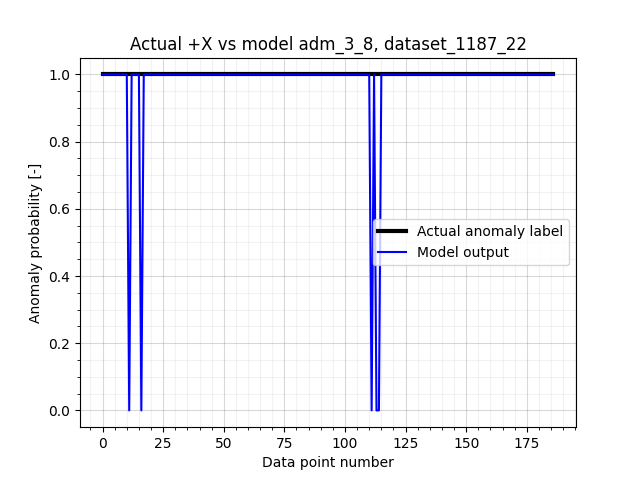 Actual +X vs model adm_3_8, dataset_1187_22
Anomaly probability [-]
1.0
0.8
0.6
0.4
0.2
0.0
Actual anomaly label
Model output
0 25 50 75 100 125 150 175
Data point number